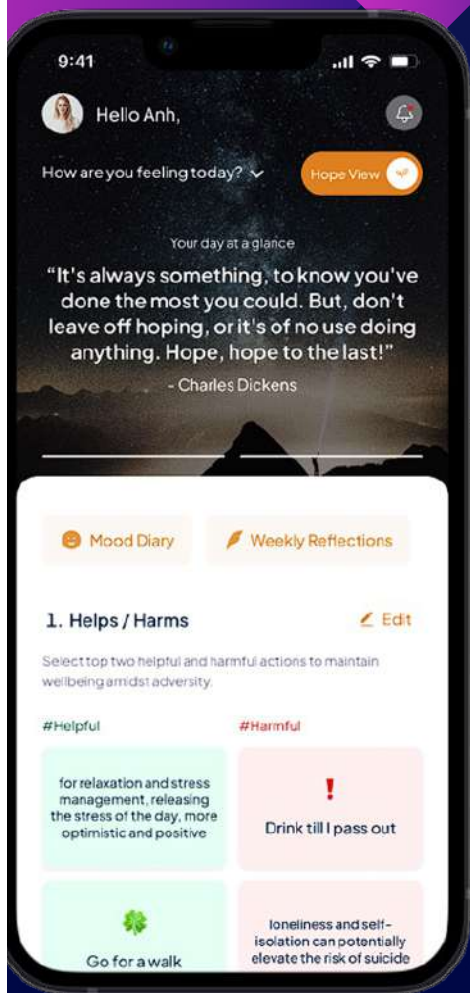 9:41
Hello Anh,
How are you feeling today?
Hope View
Your day at a glance
“It's always something, to know you've
done the most you could. But, don't
leave off hoping, or it's of no use doing
anything. Hope, hope to the last!”
- Charles Dickens
Mood Diary
Weekly Reflections
1. Helps / Harms
Edit
Select top two helpful and harmful actions to maintain
wellbeing amidst adversity.
#Helpful
#Harmful
for relaxation and stress
management, releasing
the stress of the day, more
optimistic and positive
Drink till I pass out
Go for a walk
loneliness and self-
isolation can potentially
elevate the risk of suicide